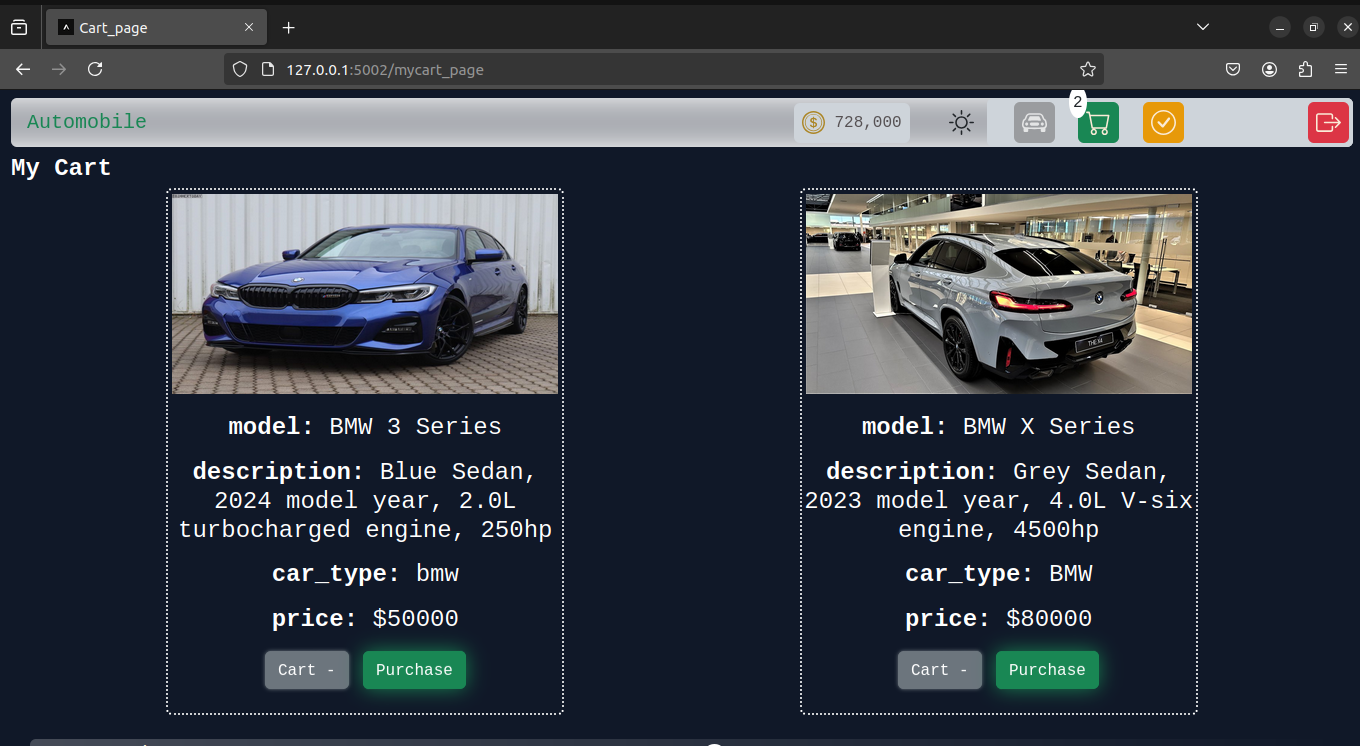 Cart_page
127.0.0.1:5002/mycart_page
Automobile
$ 728,000
2
My Cart
THE X4
model: BMW 3 Series
description: Blue Sedan,
2024 model year, 2.0L
turbocharged engine, 250hp
car_type: bmw
price: $50000
Cart -
Purchase
model: BMW X Series
description: Grey Sedan,
2023 model year, 4.0L V-six
engine, 4500hp
car_type: BMW
price: $80000
Cart -
Purchase